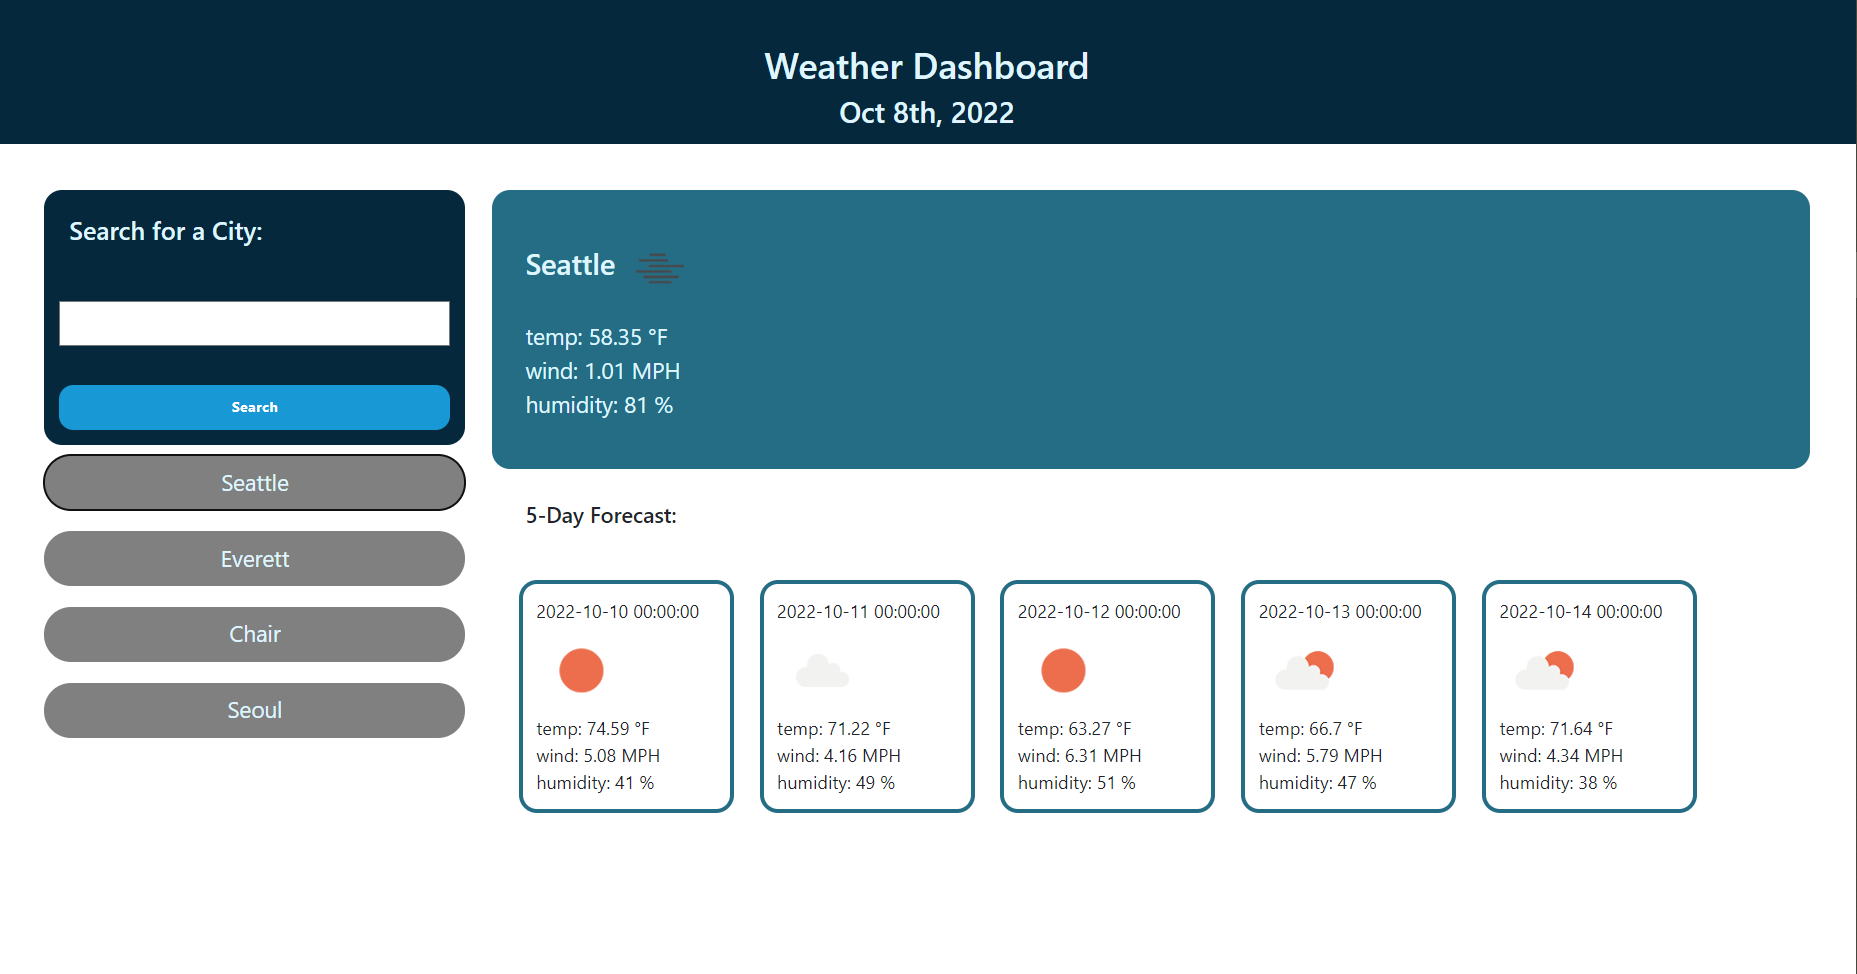 Weather Dashboard
Oct 8th, 2022
Search for a City:
Search
Seattle
Everett
Chair
Seoul
Seattle
temp: 58.35 °F
wind: 1.01 MPH
humidity: 81 %
5-Day Forecast:
2022-10-10 00:00:00
temp: 74.59 °F
wind: 5.08 MPH
humidity: 41 %
2022-10-11 00:00:00
temp: 71.22 °F
wind: 4.16 MPH
humidity: 49 %
2022-10-12 00:00:00
temp: 63.27 °F
wind: 6.31 MPH
humidity: 51 %
2022-10-13 00:00:00
temp: 66.7 °F
wind: 5.79 MPH
humidity: 47 %
2022-10-14 00:00:00
temp: 71.64 °F
wind: 4.34 MPH
humidity: 38 %